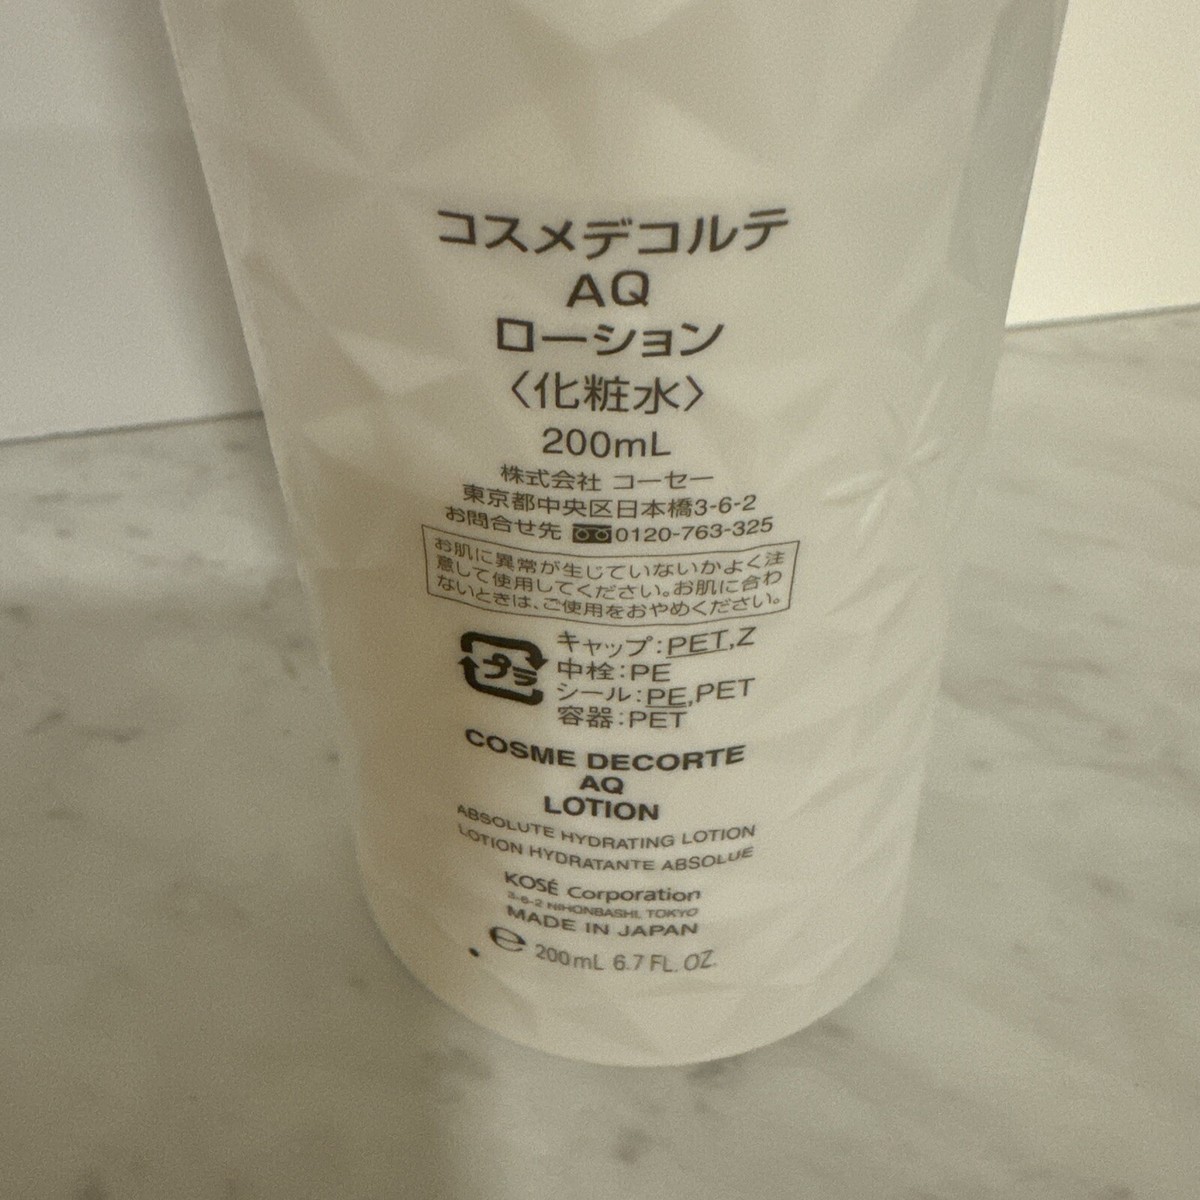 コスメデコルテ
AQ
ローション
〈化粧水〉
200mL
株式会社 コーセー
東京都中央区日本橋3-6-2
お問合せ先 0120-763-325
お肌に異常が生じていないかよく注
意して使用してください。お肌に合わ
ないときは、ご使用をおやめください。
プラ
キャップ:PET,Z
中栓:PE
シール:PE,PET
容器:PET
COSME DECORTE
AQ
LOTION
ABSOLUTE HYDRATING LOTION
LOTION HYDRATANTE ABSOLUE
KOSÉ Corporation
3-6-2 NIHONBASHI, TOKYO
MADE IN JAPAN
℮ 200mL 6.7 FL. OZ.